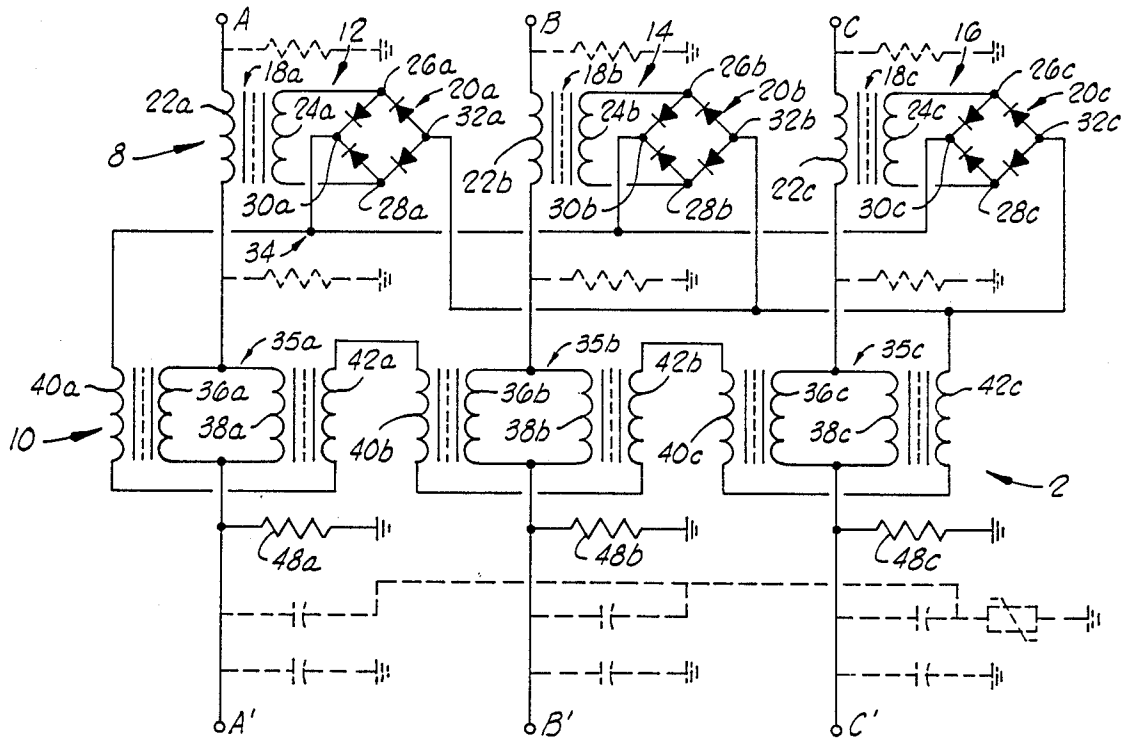 A B C
12 14 16
18a 26a 18b 26b 18c 26c
22a 24a 20a 32a 24b 20b 32b 24c 20c 32c
8
22b 22c
30a 28a 30b 28b 30c 28c
34
35a 35b 35c
40a 36a 42a 36b 42b 36c 42c
38a 38b 38c
10 40b 40c
2
48a 48b 48c
A' B' C'